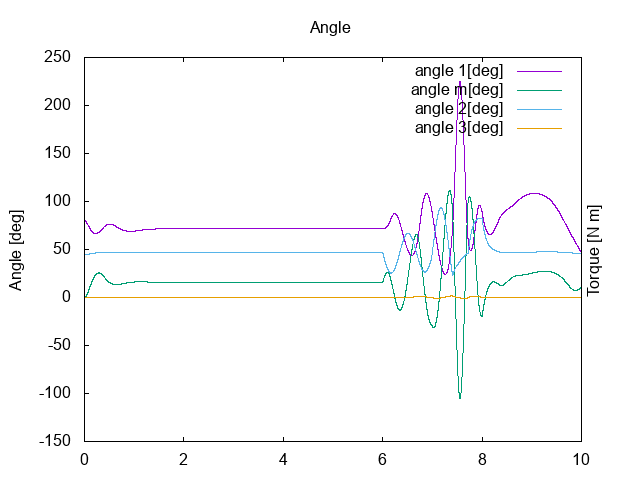 Angle
angle 1[deg]
angle m[deg]
angle 2[deg]
angle 3[deg]
250
200
150
100
50
0
-50
-100
-150
Angle [deg]
Torque [N m]
0 2 4 6 8 10